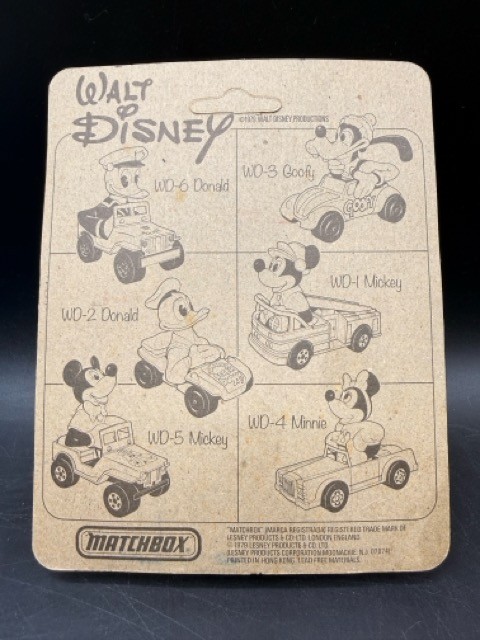 WALT
DISNEY
©1979 WALT DISNEY PRODUCTIONS
WD-6 Donald
WD-3 Goofy
GOOFY
WD-1 Mickey
WD-2 Donald
WD-5 Mickey
WD-4 Minnie
MATCHBOX
"MATCHBOX" (MARCA REGISTRADA) REGISTERED TRADE MARK OF
LESNEY PRODUCTS & CO. LTD. LONDON, ENGLAND.
© 1979 LESNEY PRODUCTS & CO. LTD.
LESNEY PRODUCTS CORPORATION MOONACHIE, N.J.
PRINTED IN HONG KONG. LEAD FREE MATERIALS.